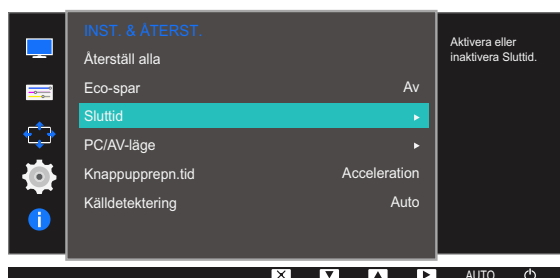 INST. & ÅTERST.
Återställ alla
Eco-spar Av
Sluttid
PC/AV-läge
Knappupprepn.tid Acceleration
Källdetektering Auto
Aktivera eller
inaktivera Sluttid.
AUTO